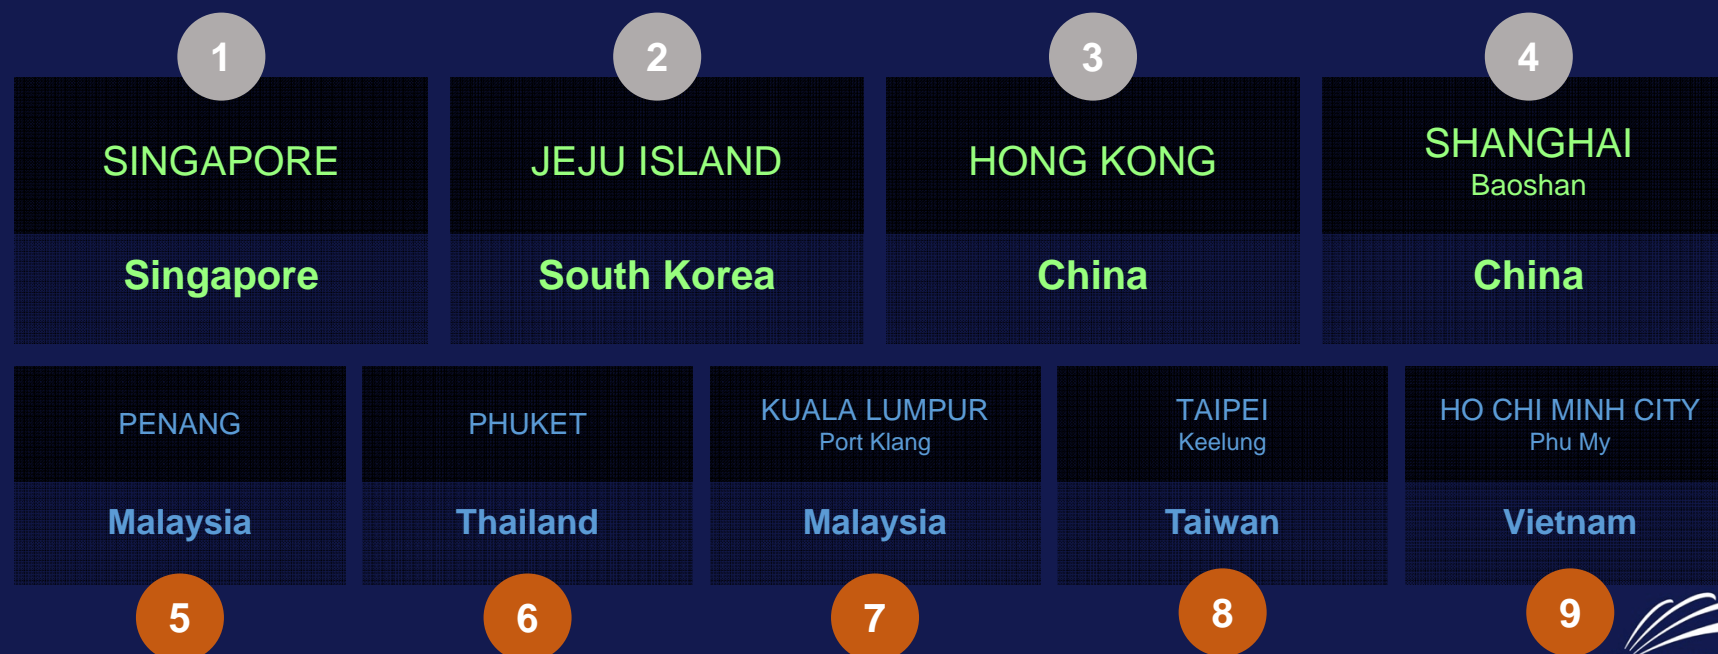 1
2
3
4
SINGAPORE
JEJU ISLAND
HONG KONG
SHANGHAI
Baoshan
Singapore
South Korea
China
China
PENANG
PHUKET
KUALA LUMPUR
Port Klang
TAIPEI
Keelung
HO CHI MINH CITY
Phu My
Malaysia
Thailand
Malaysia
Taiwan
Vietnam
5
6
7
8
9